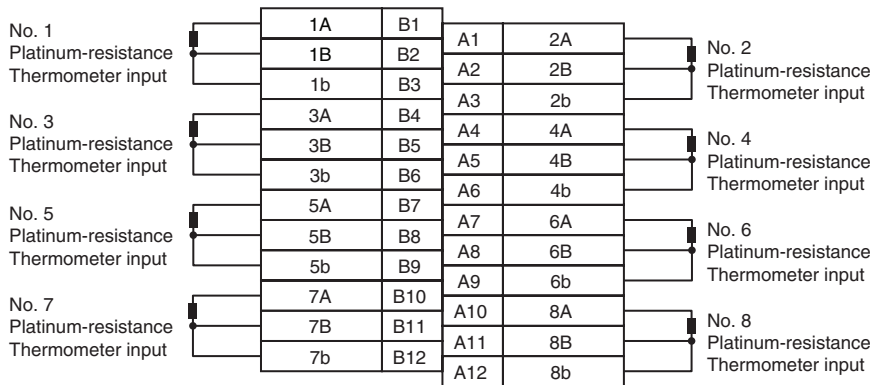 No. 1
Platinum-resistance
Thermometer input
1A B1
1B B2
1b B3
A1 2A
A2 2B
A3 2b
No. 2
Platinum-resistance
Thermometer input
No. 3
Platinum-resistance
Thermometer input
3A B4
3B B5
3b B6
A4 4A
A5 4B
A6 4b
No. 4
Platinum-resistance
Thermometer input
No. 5
Platinum-resistance
Thermometer input
5A B7
5B B8
5b B9
A7 6A
A8 6B
A9 6b
No. 6
Platinum-resistance
Thermometer input
No. 7
Platinum-resistance
Thermometer input
7A B10
7B B11
7b B12
A10 8A
A11 8B
A12 8b
No. 8
Platinum-resistance
Thermometer input